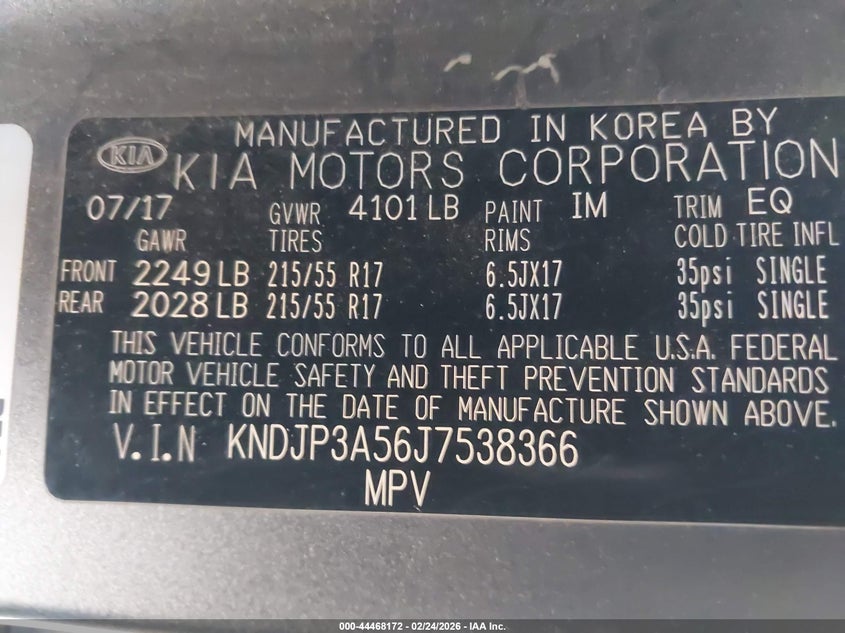 MANUFACTURED IN KOREA BY
KIA KIA MOTORS CORPORATION
07/17 GVWR 4101 LB PAINT IM TRIM EQ
GAWR TIRES RIMS COLD TIRE INFL
FRONT 2249 LB 215/55 R17 6.5JX17 35psi SINGLE
REAR 2028 LB 215/55 R17 6.5JX17 35psi SINGLE
THIS VEHICLE CONFORMS TO ALL APPLICABLE U.S.A. FEDERAL
MOTOR VEHICLE SAFETY AND THEFT PREVENTION STANDARDS
IN EFFECT ON THE DATE OF MANUFACTURE SHOWN ABOVE.
V.I.N KNDJP3A56J7538366
MPV
000-44468172 — 02/24/2026 — IAA Inc.